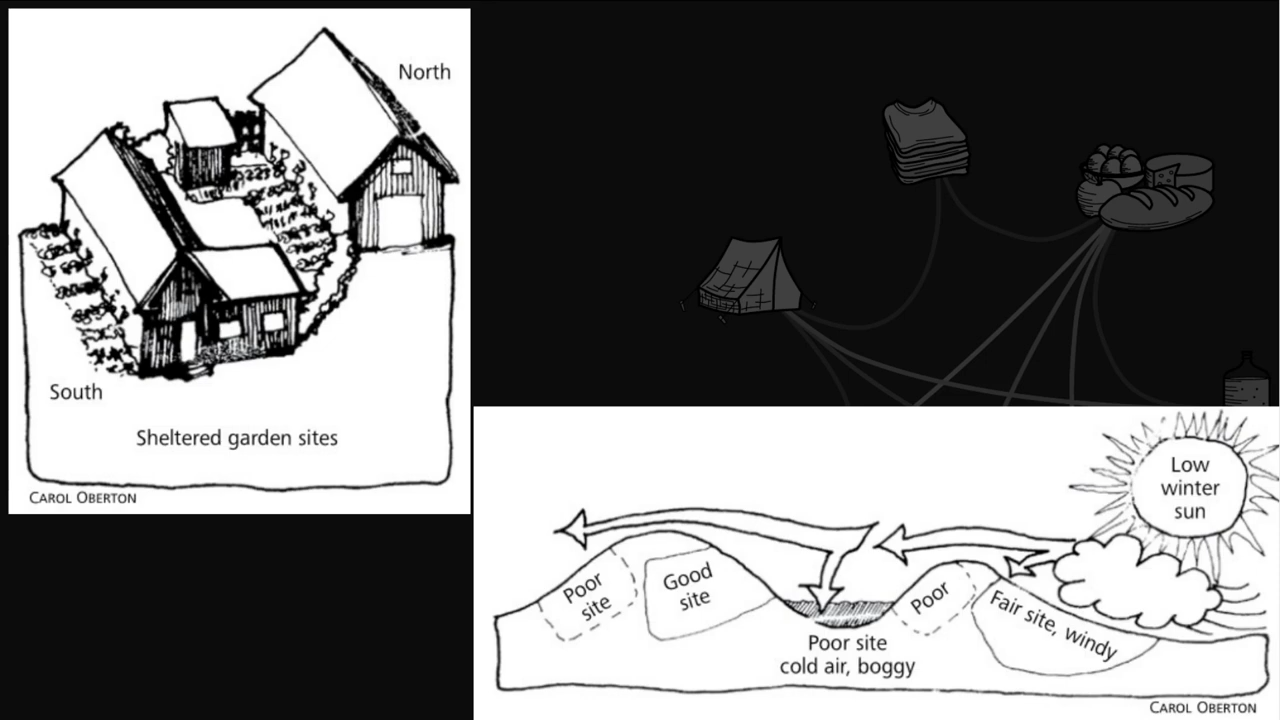 North
South
Sheltered garden sites
CAROL OBERTON
Low
winter
sun
Poor
site
Good
site
Poor
Fair site, windy
Poor site
cold air, boggy
CAROL OBERTON